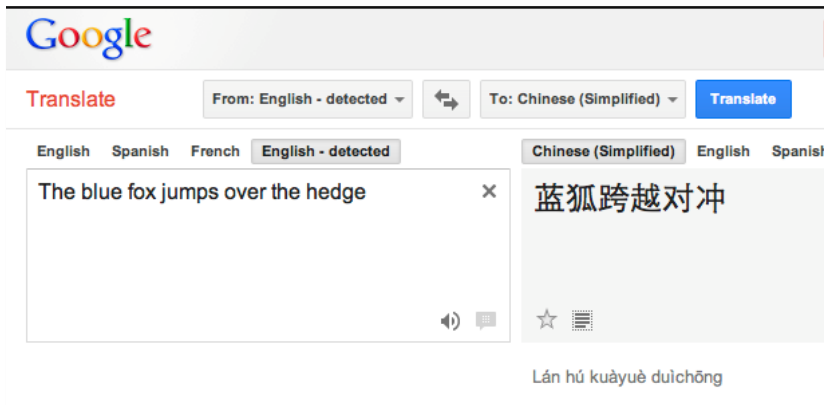 Google
Translate From: English - detected To: Chinese (Simplified) Translate
English Spanish French English - detected Chinese (Simplified) English Spanish
The blue fox jumps over the hedge 蓝狐跨越对冲
Lán hú kuàyuè duìchōng